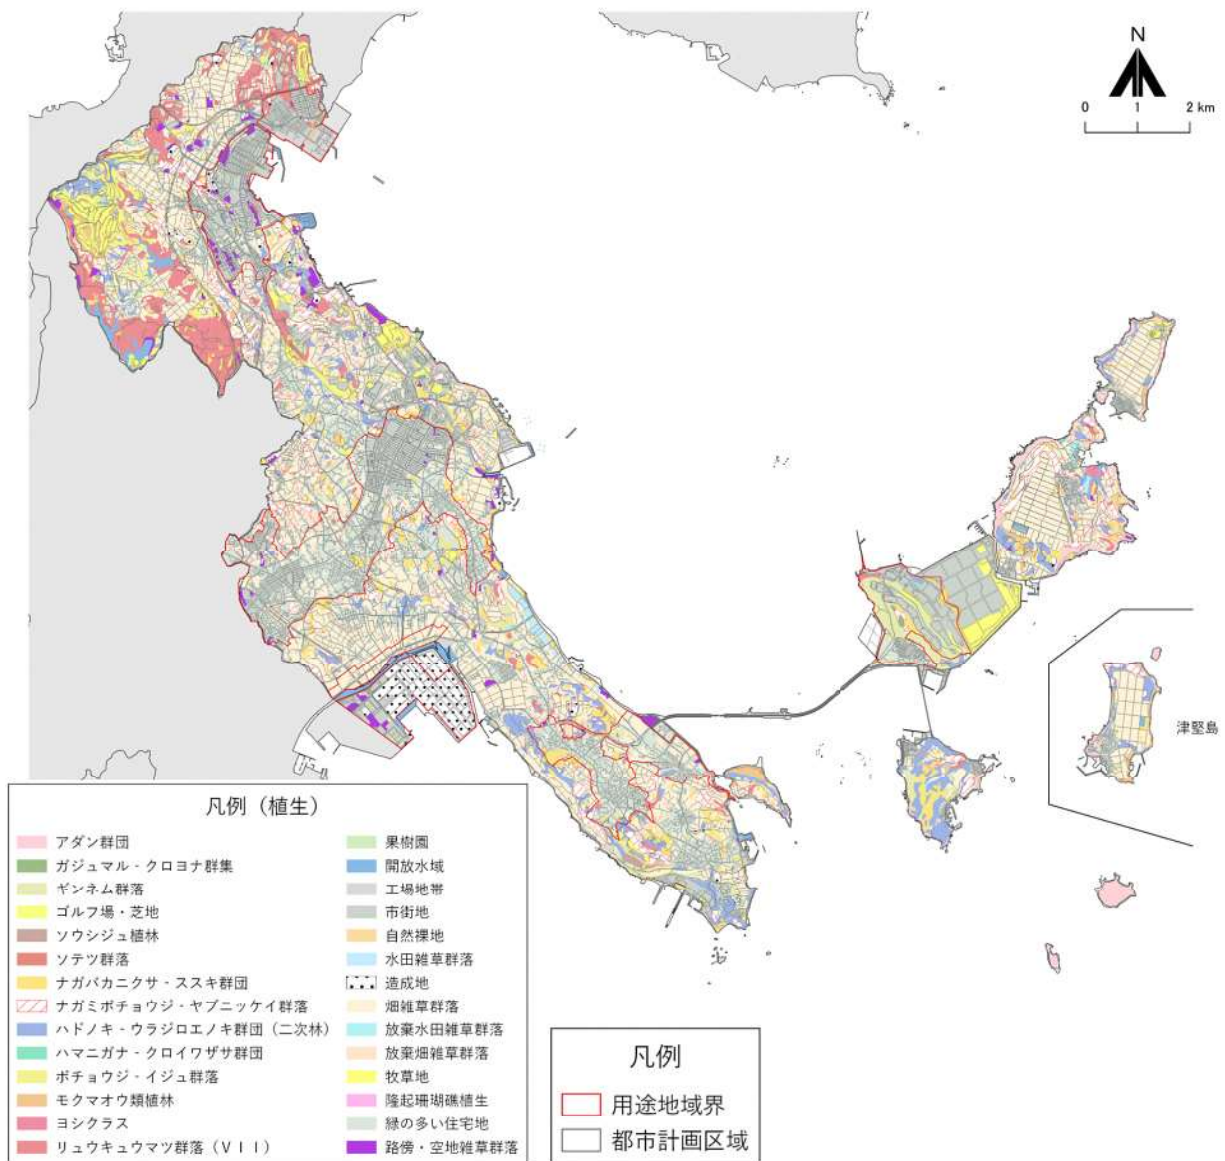 N
0 1 2 km
津堅島
凡例（植生）
アダン群団
ガジュマル - クロヨナ群集
ギンネム群落
ゴルフ場・芝地
ソウシジュ植林
ソテツ群落
ナガバカニクサ - ススキ群団
ナガミボチョウジ - ヤブニッケイ群落
ハドノキ - ウラジロエノキ群団（二次林）
ハマニガナ - クロイワザサ群団
ボチョウジ - イジュ群落
モクマオウ類植林
ヨシクラス
リュウキュウマツ群落（ＶＩＩ）
果樹園
開放水域
工場地帯
市街地
自然裸地
水田雑草群落
造成地
畑雑草群落
放棄水田雑草群落
放棄畑雑草群落
牧草地
隆起珊瑚礁植生
緑の多い住宅地
路傍・空地雑草群落
凡例
用途地域界
都市計画区域